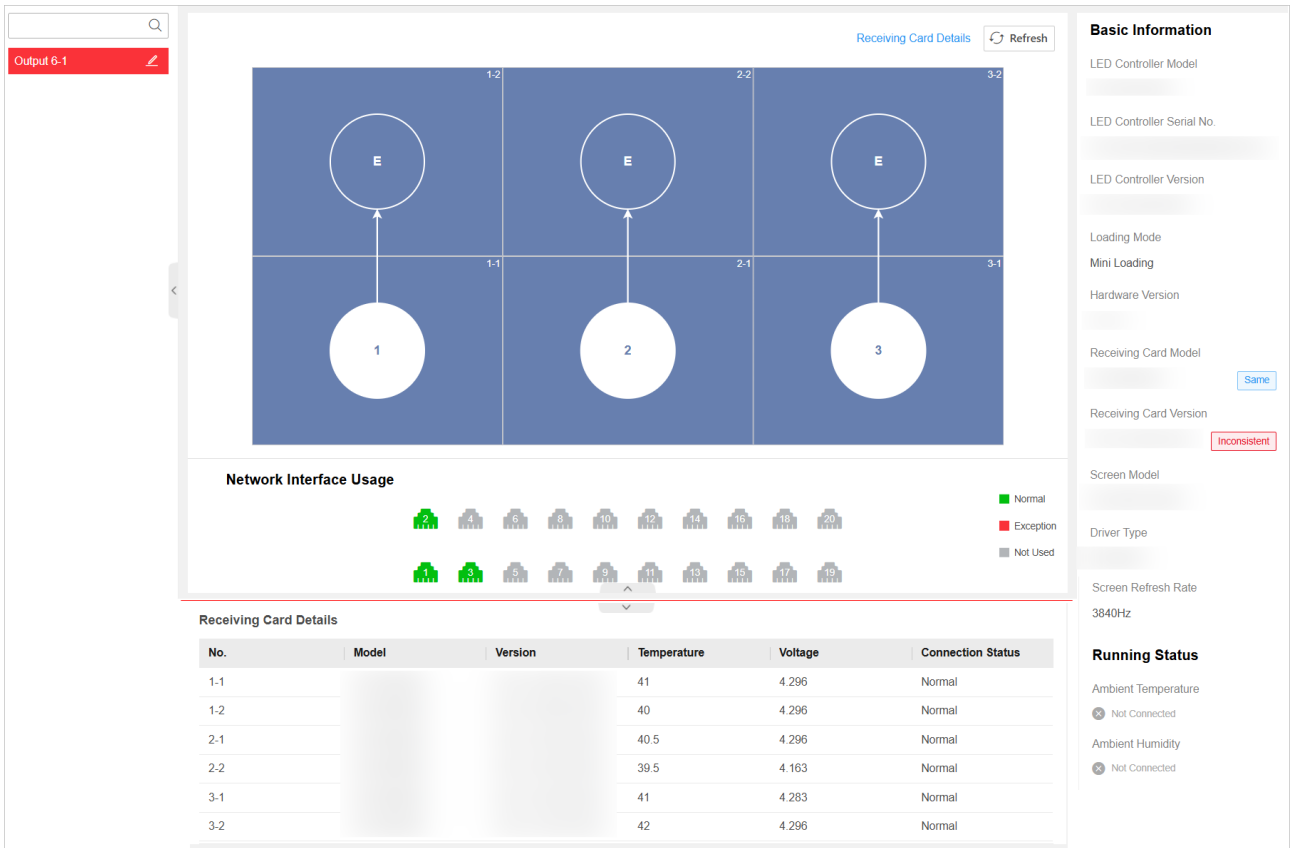 Output 6-1
Receiving Card Details
Refresh
1-2
2-2
3-2
E
E
E
1-1
2-1
3-1
1
2
3
Network Interface Usage
Normal
Exception
Not Used
2 4 6 8 10 12 14 16 18 20
1 3 5 7 9 11 13 15 17 19
Receiving Card Details
No. Model Version Temperature Voltage Connection Status
1-1 41 4.296 Normal
1-2 40 4.296 Normal
2-1 40.5 4.296 Normal
2-2 39.5 4.163 Normal
3-1 41 4.283 Normal
3-2 42 4.296 Normal
Basic Information
LED Controller Model
LED Controller Serial No.
LED Controller Version
Loading Mode
Mini Loading
Hardware Version
Receiving Card Model
Same
Receiving Card Version
Inconsistent
Screen Model
Driver Type
Screen Refresh Rate
3840Hz
Running Status
Ambient Temperature
Not Connected
Ambient Humidity
Not Connected